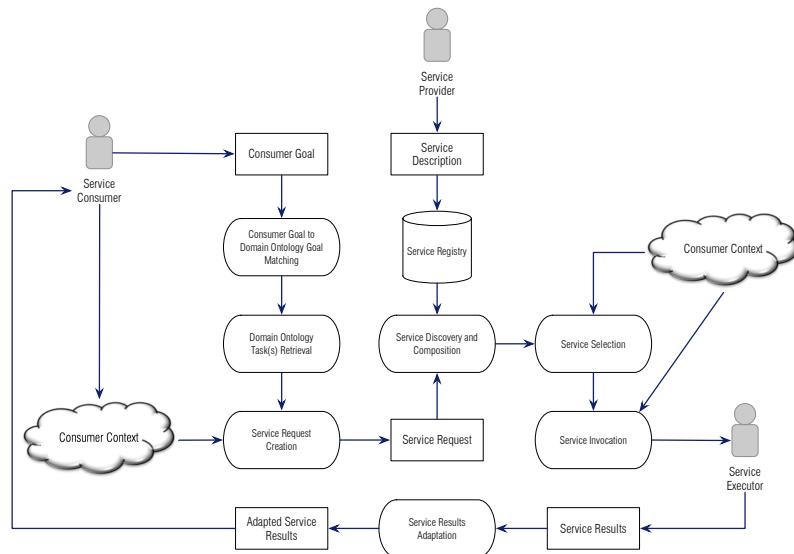 Service
Provider
Service
Consumer
Consumer Goal
Service
Description
Consumer Goal to
Domain Ontology Goal
Matching
Service Registry
Consumer Context
Domain Ontology
Task(s) Retrieval
Service Discovery and
Composition
Service Selection
Consumer Context
Service Request
Creation
Service Request
Service Invocation
Service
Executor
Adapted Service
Results
Service Results
Adaptation
Service Results